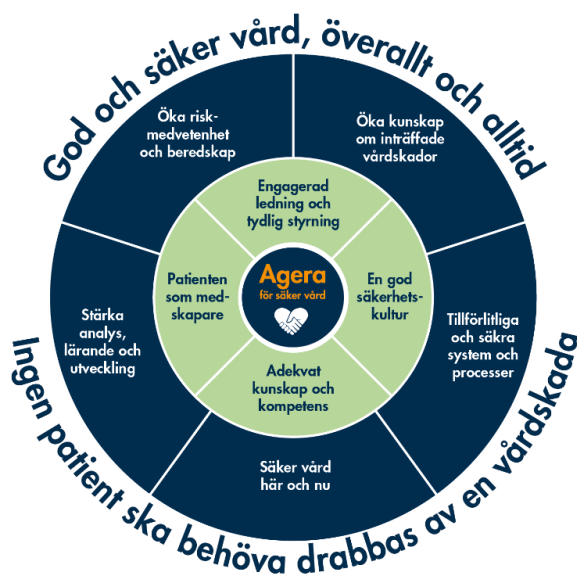 God och säker vård, överallt och alltid
Öka risk-
medvetenhet
och beredskap
Öka kunskap
om inträffade
vårdskador
Engagerad
ledning och
tydlig styrning
Patienten
som med-
skapare
Agera
för säker vård
En god
säkerhets-
kultur
Stärka
analys,
lärande och
utveckling
Tillförlitliga
och säkra
system och
processer
Adekvat
kunskap och
kompetens
Säker vård
här och nu
Ingen patient ska behöva drabbas av en vårdskada